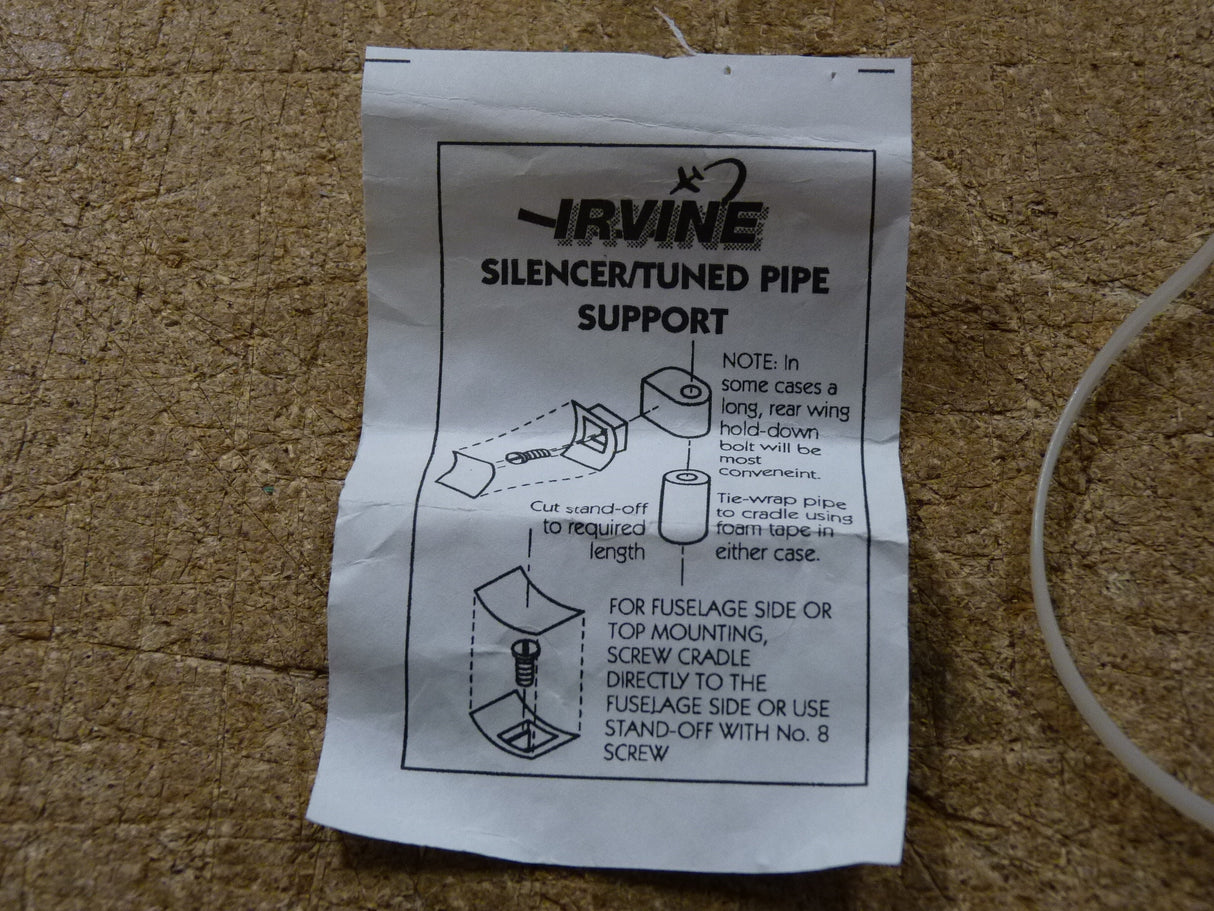 IRVINE
SILENCER/TUNED PIPE
SUPPORT
NOTE: In
some cases a
long, rear wing
hold-down
bolt will be
most
conveneint.
Cut stand-off
to required
length
Tie-wrap pipe
to cradle using
foam tape in
either case.
FOR FUSELAGE SIDE OR
TOP MOUNTING,
SCREW CRADLE
DIRECTLY TO THE
FUSELAGE SIDE OR USE
STAND-OFF WITH No. 8
SCREW